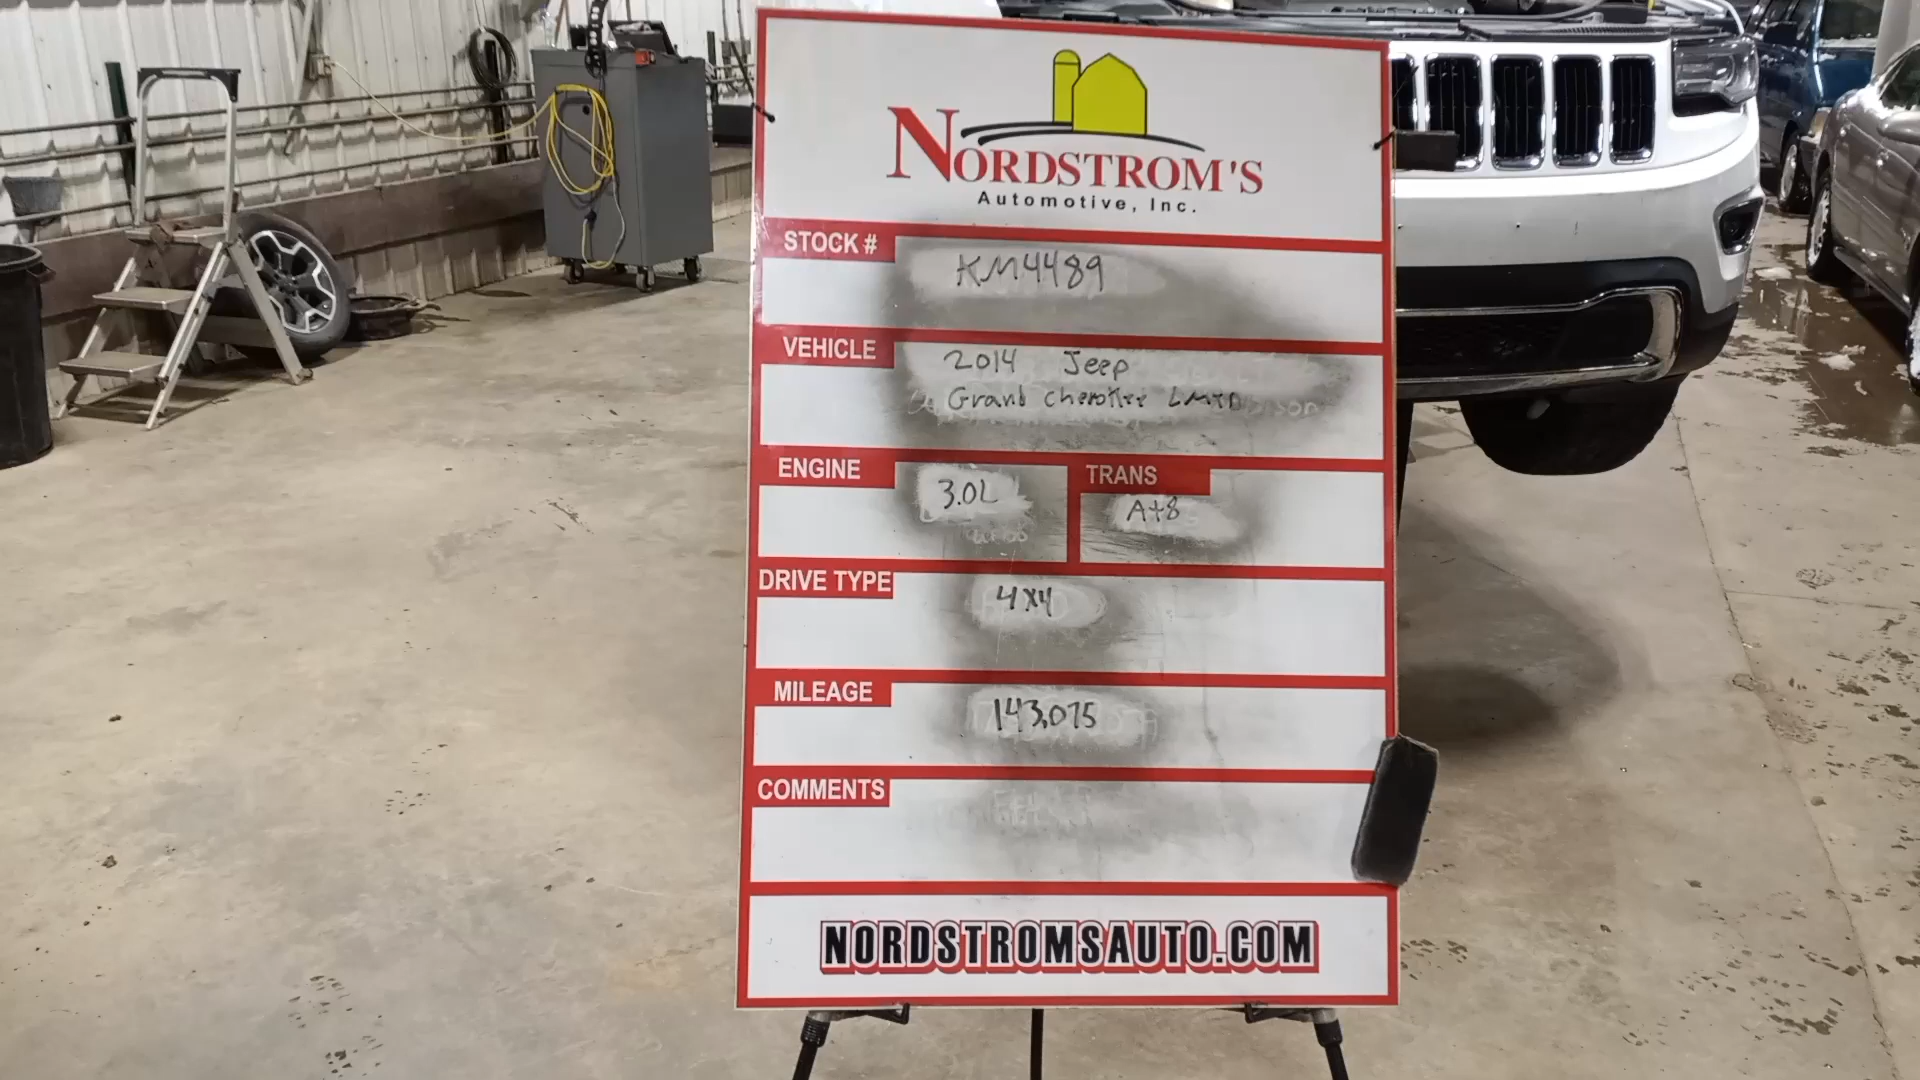 NORDSTROM'S
Automotive, Inc.
STOCK #
KM4489
VEHICLE
2014 Jeep
Grand Cherokee LMTD
ENGINE
3.0L
TRANS
A+8
DRIVE TYPE
4X4
MILEAGE
143,075
COMMENTS
NORDSTROMSAUTO.COM